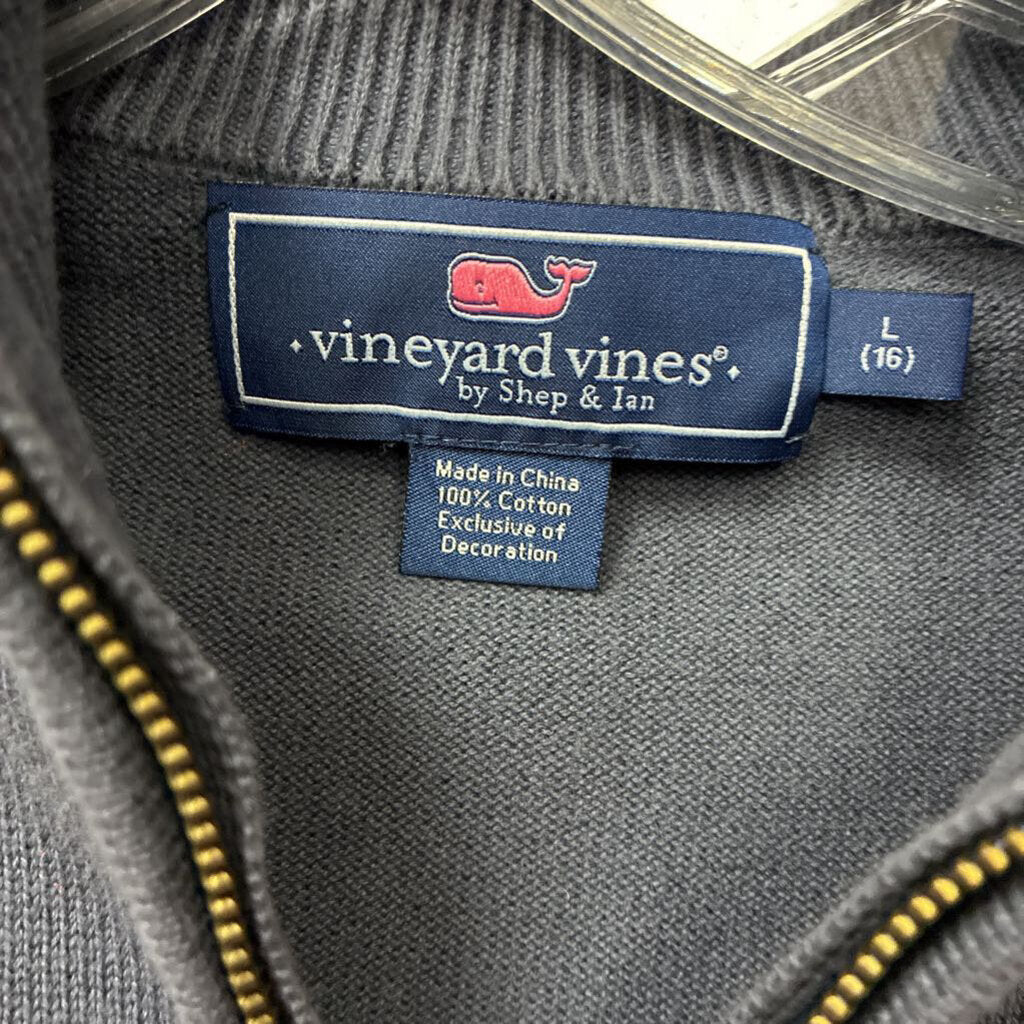 vineyard vines®
by Shep & Ian
L
(16)
Made in China
100% Cotton
Exclusive of
Decoration